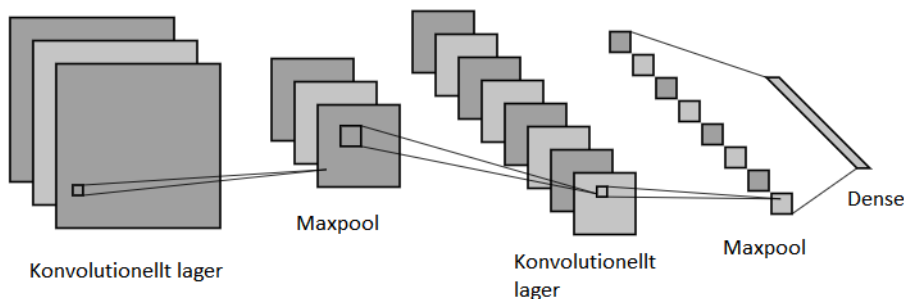 Konvolutionellt lager
Maxpool
Konvolutionellt
lager
Maxpool
Dense